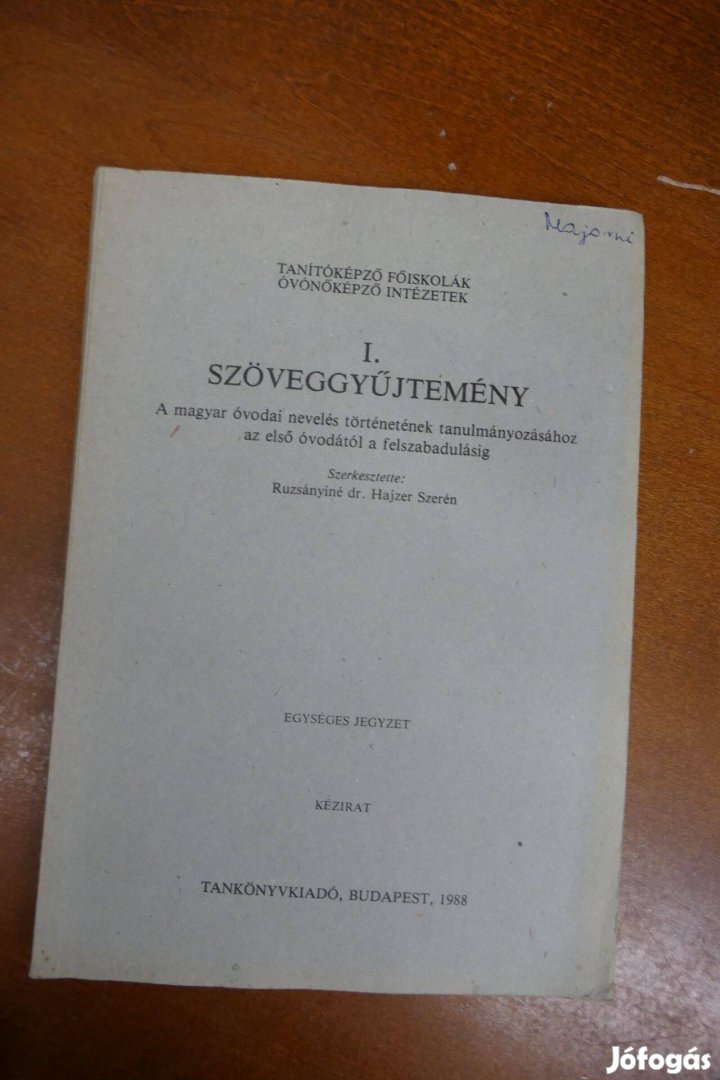 TANÍTÓKÉPZŐ FŐISKOLÁK
ÓVÓNŐKÉPZŐ INTÉZETEK
I.
SZÖVEGGYŰJTEMÉNY
A magyar óvodai nevelés történetének tanulmányozásához
az első óvodától a felszabadulásig
Szerkesztette:
Ruzsányiné dr. Hajzer Szerén
EGYSÉGES JEGYZET
KÉZIRAT
TANKÖNYVKIADÓ, BUDAPEST, 1988
Jófogás